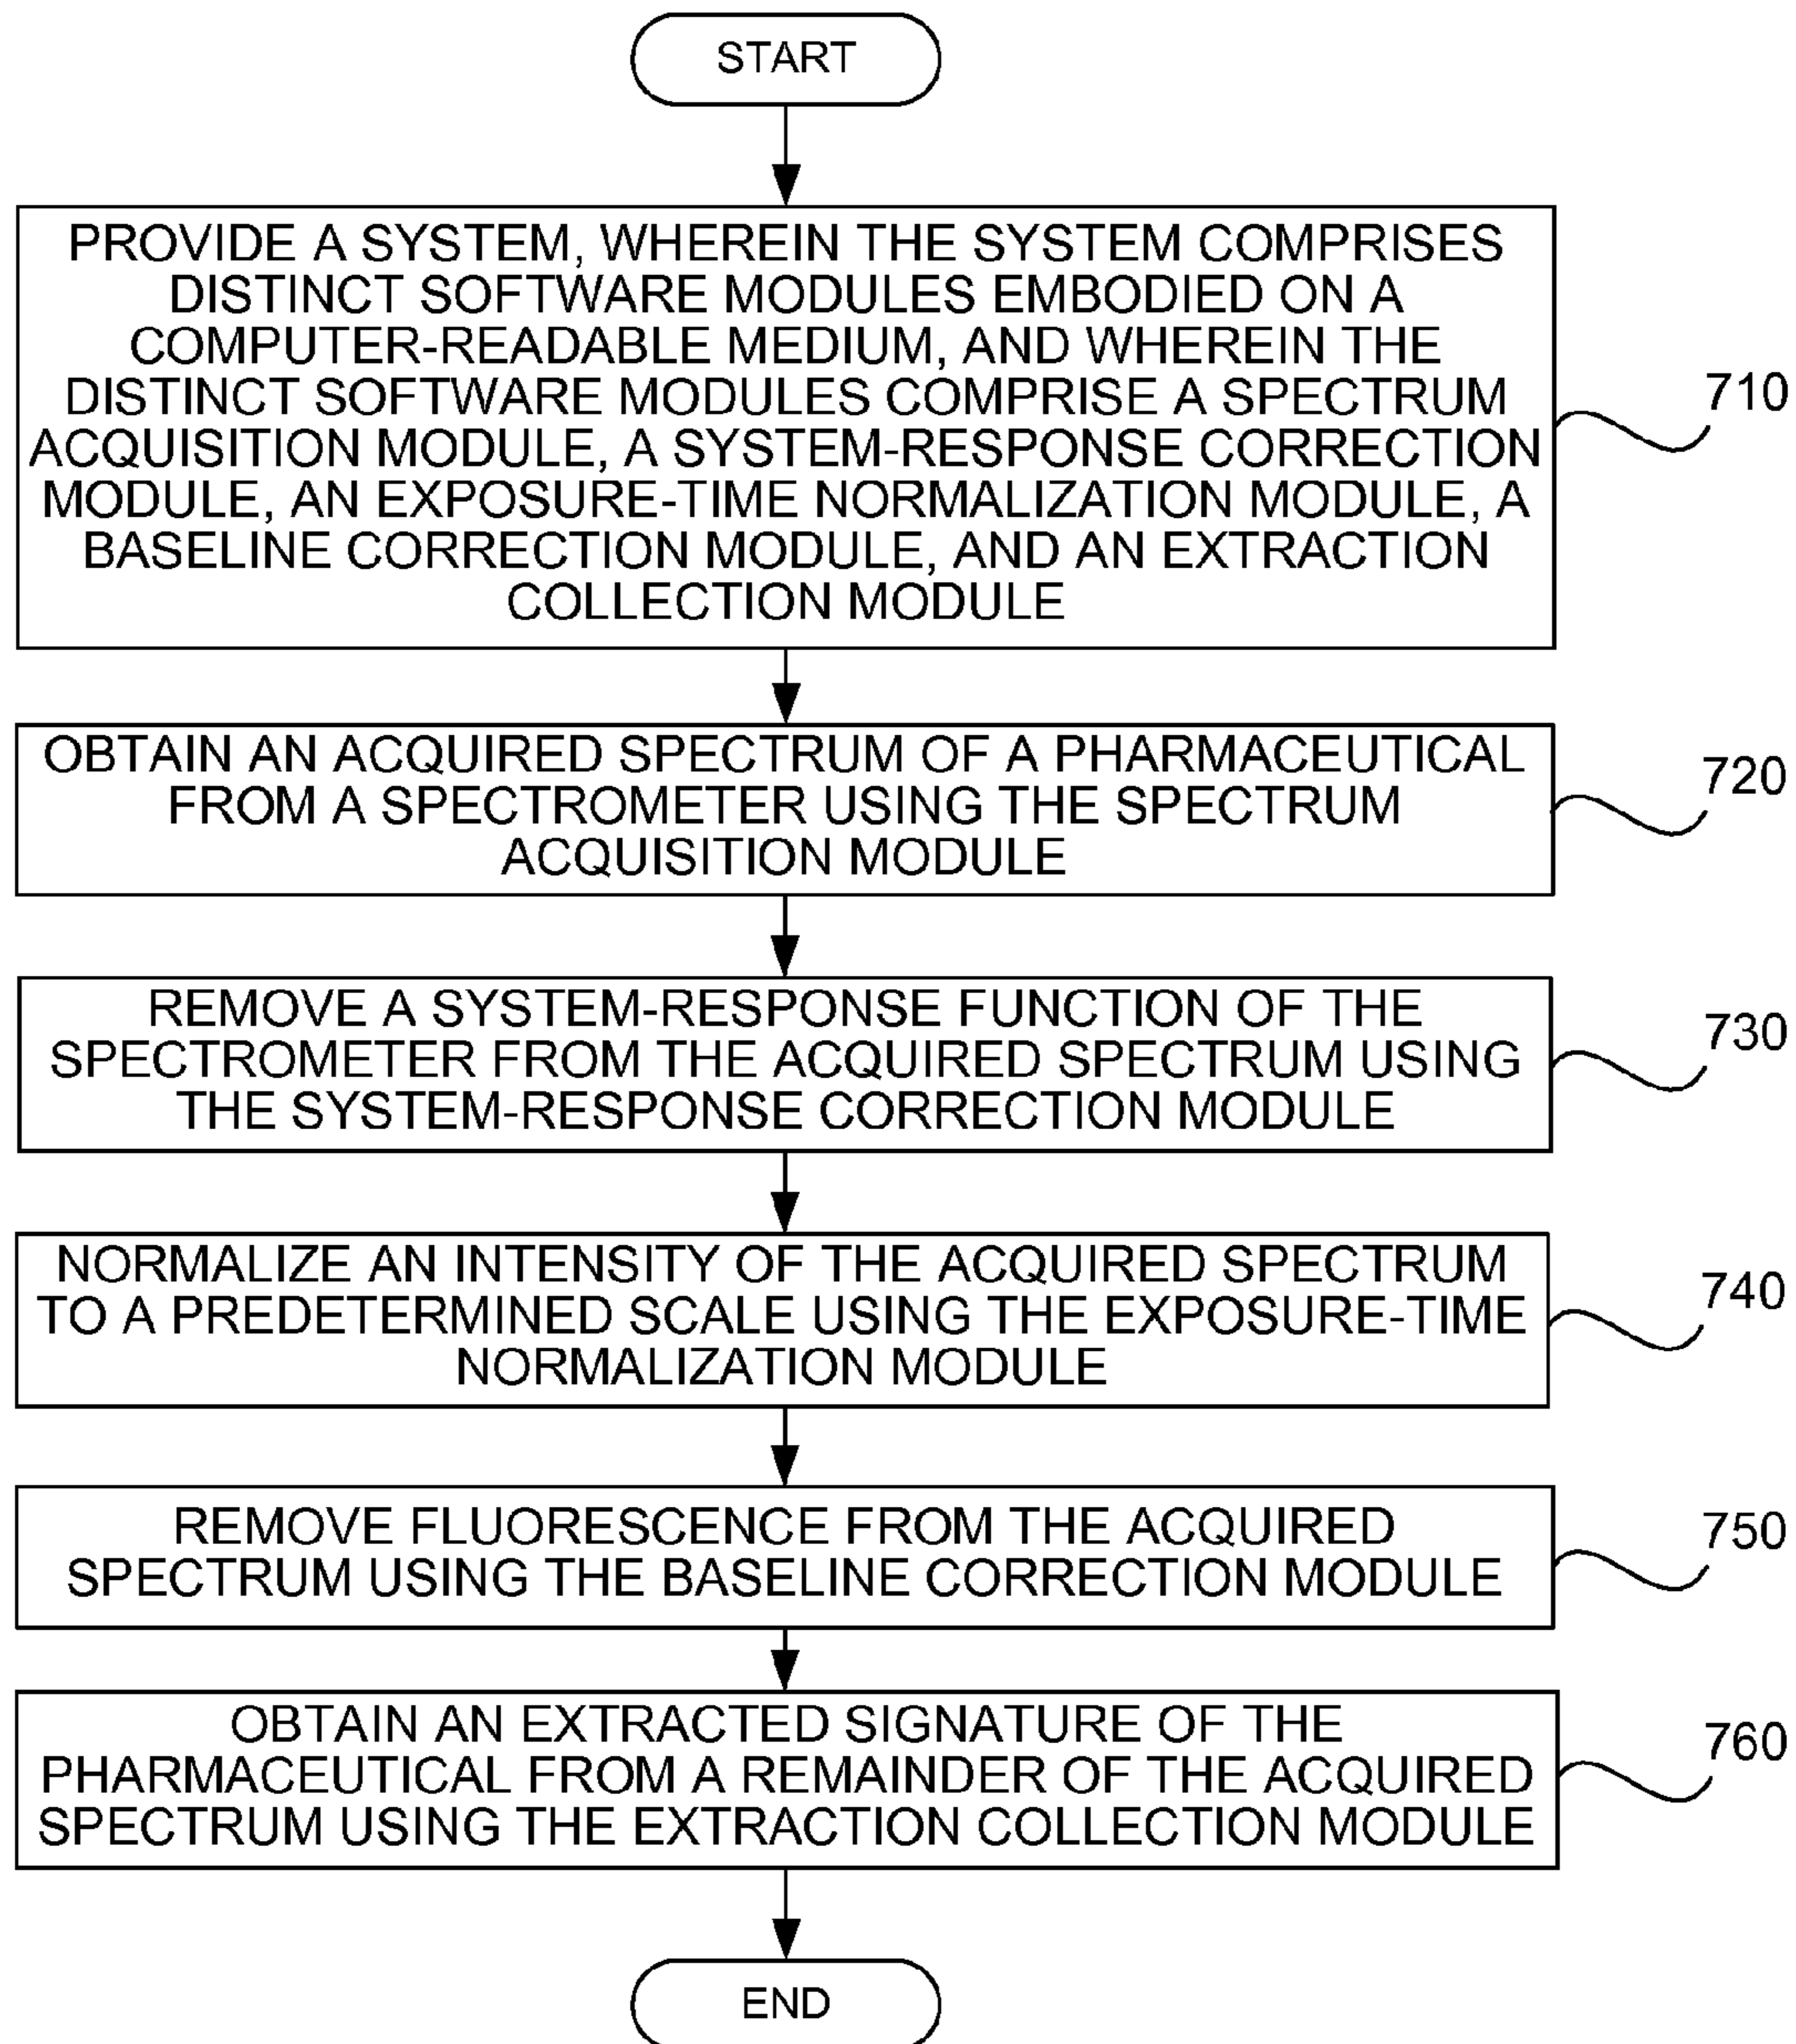 START
PROVIDE A SYSTEM, WHEREIN THE SYSTEM COMPRISES
DISTINCT SOFTWARE MODULES EMBODIED ON A
COMPUTER-READABLE MEDIUM, AND WHEREIN THE
DISTINCT SOFTWARE MODULES COMPRISE A SPECTRUM
ACQUISITION MODULE, A SYSTEM-RESPONSE CORRECTION
MODULE, AN EXPOSURE-TIME NORMALIZATION MODULE, A
BASELINE CORRECTION MODULE, AND AN EXTRACTION
COLLECTION MODULE
710
OBTAIN AN ACQUIRED SPECTRUM OF A PHARMACEUTICAL
FROM A SPECTROMETER USING THE SPECTRUM
ACQUISITION MODULE
720
REMOVE A SYSTEM-RESPONSE FUNCTION OF THE
SPECTROMETER FROM THE ACQUIRED SPECTRUM USING
THE SYSTEM-RESPONSE CORRECTION MODULE
730
NORMALIZE AN INTENSITY OF THE ACQUIRED SPECTRUM
TO A PREDETERMINED SCALE USING THE EXPOSURE-TIME
NORMALIZATION MODULE
740
REMOVE FLUORESCENCE FROM THE ACQUIRED
SPECTRUM USING THE BASELINE CORRECTION MODULE
750
OBTAIN AN EXTRACTED SIGNATURE OF THE
PHARMACEUTICAL FROM A REMAINDER OF THE ACQUIRED
SPECTRUM USING THE EXTRACTION COLLECTION MODULE
760
END